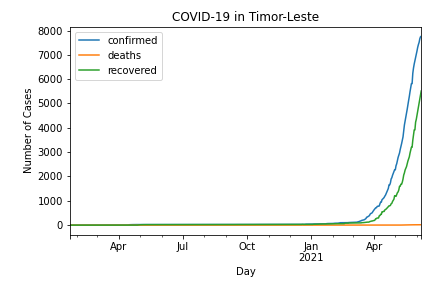 COVID-19 in Timor-Leste
confirmed
deaths
recovered
Number of Cases
8000
7000
6000
5000
4000
3000
2000
1000
0
Apr
Jul
Oct
Jan
2021
Apr
Day